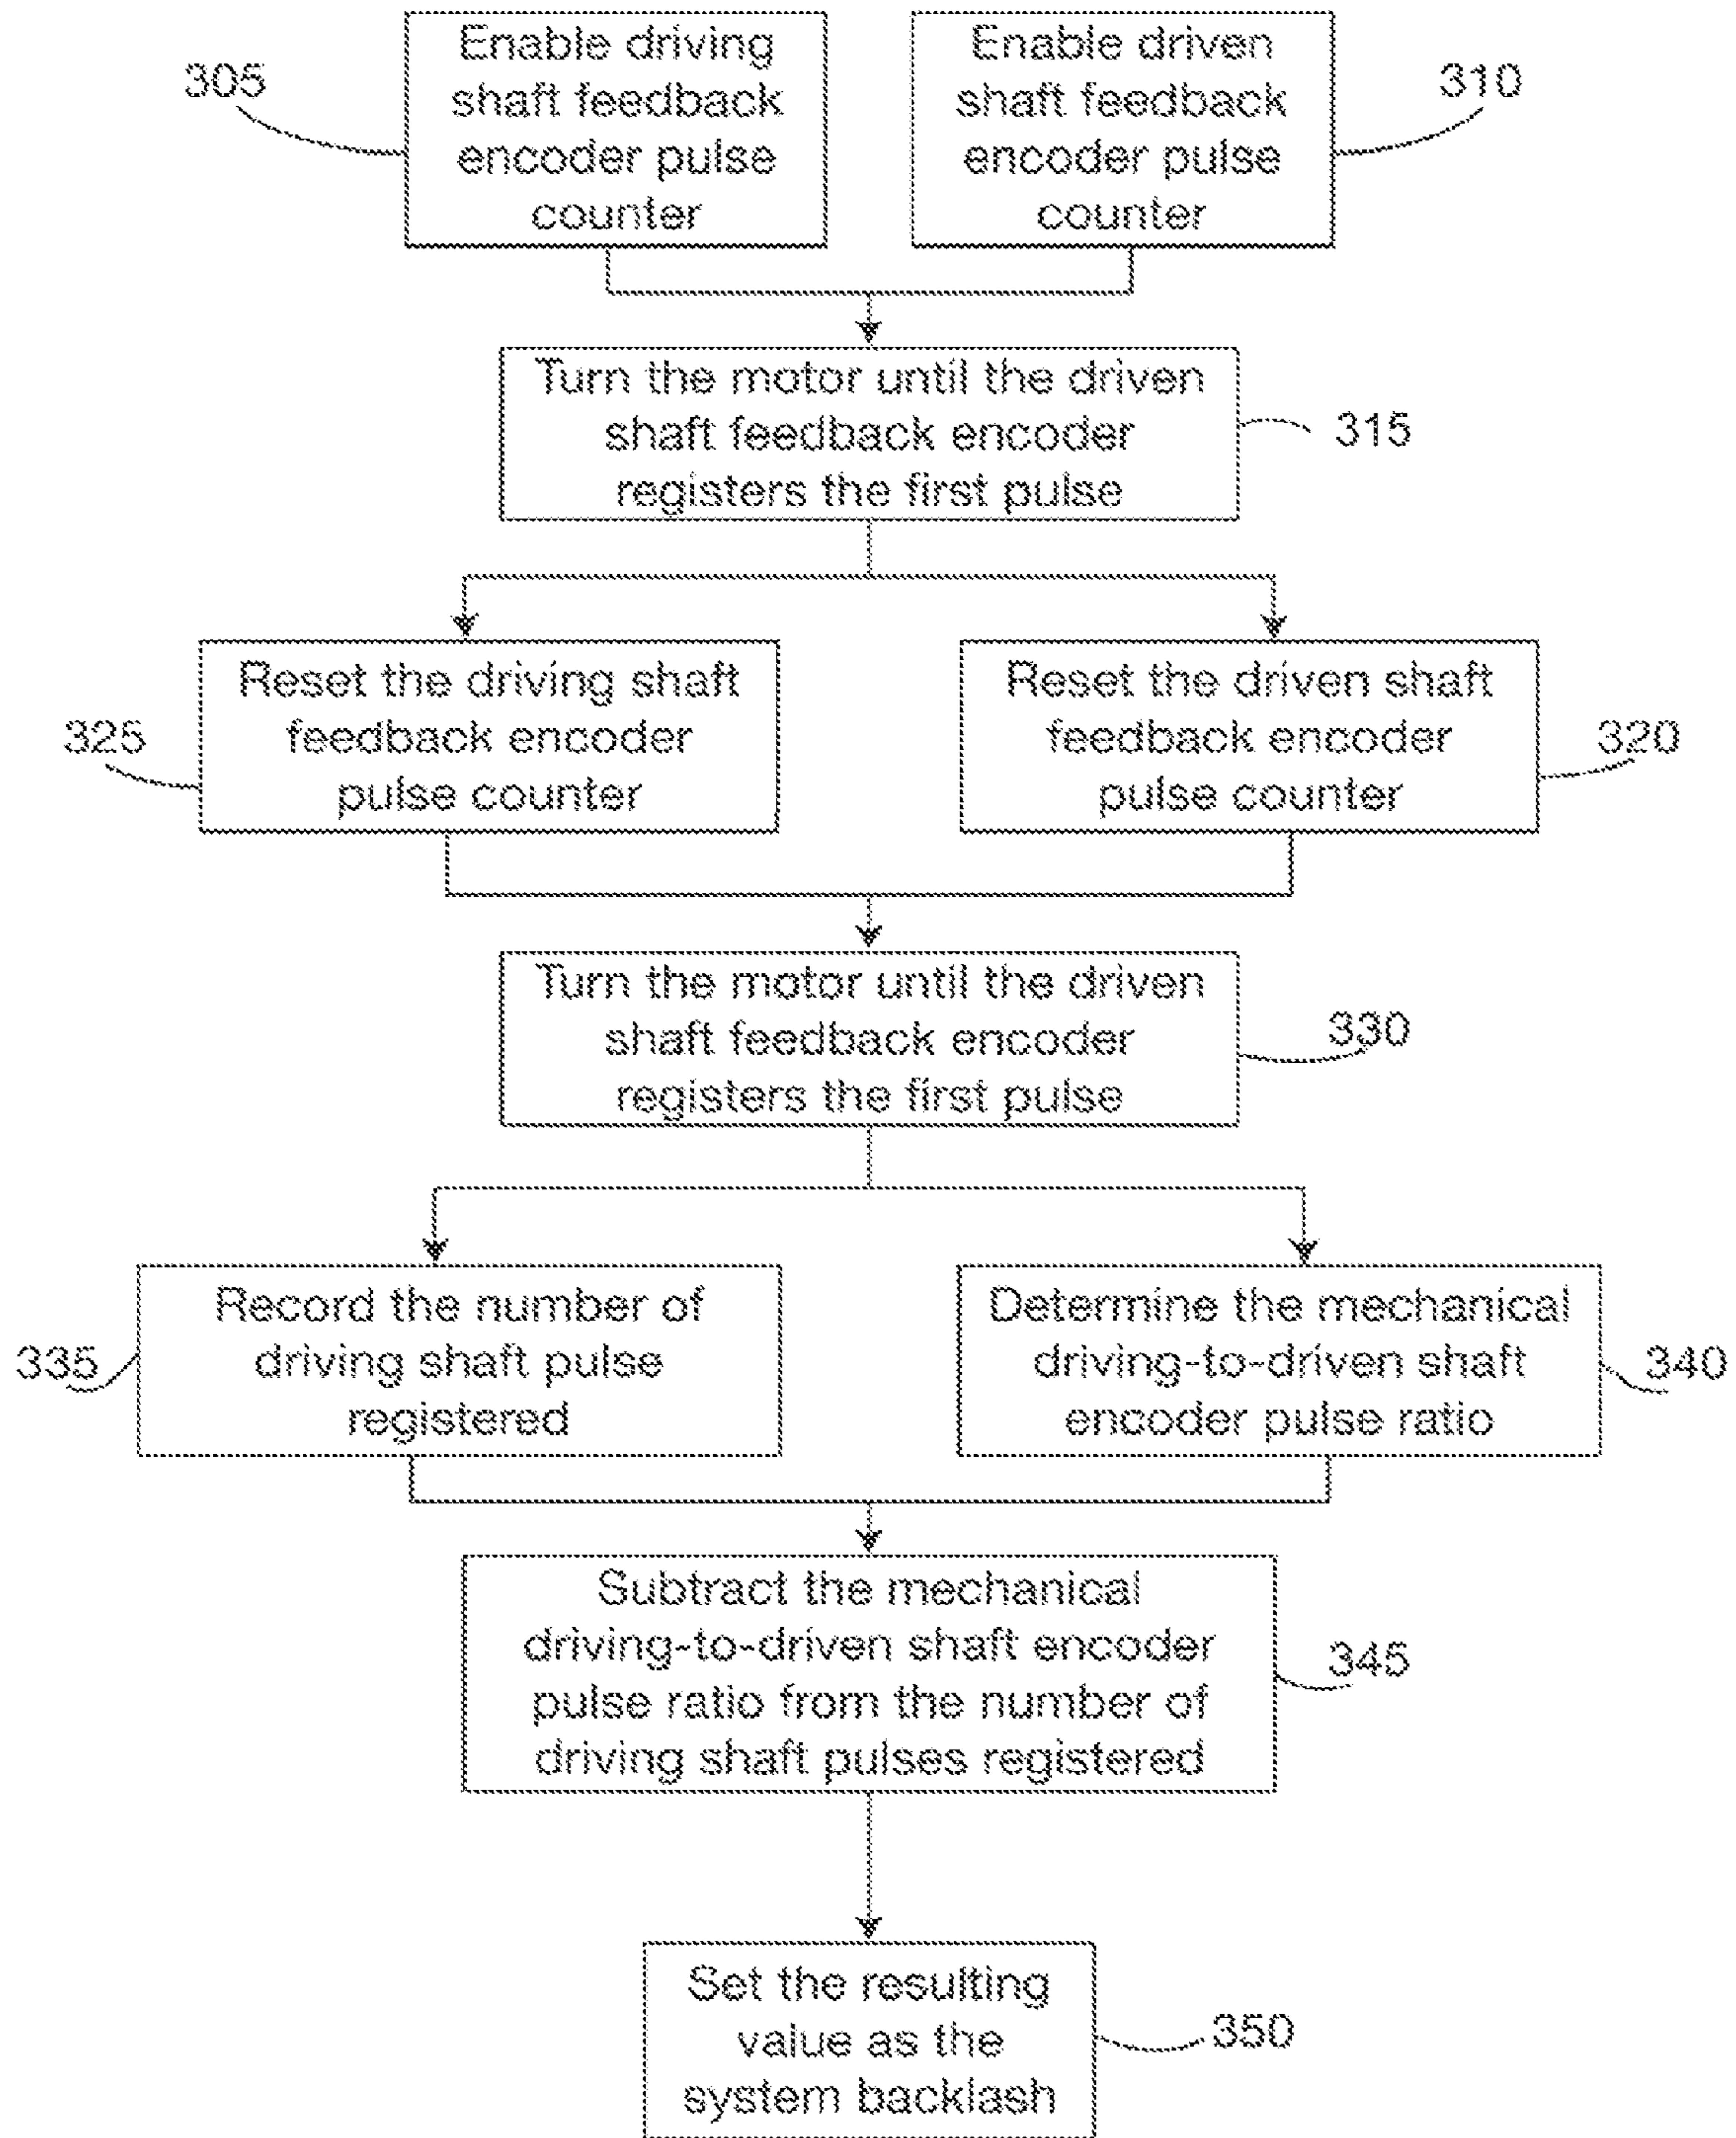 Enable driving
shaft feedback
encoder pulse
counter
305
Enable driven
shaft feedback
encoder pulse
counter
310
Turn the motor until the driven
shaft feedback encoder
registers the first pulse
315
Reset the driving shaft
feedback encoder
pulse counter
325
Reset the driven shaft
feedback encoder
pulse counter
320
Turn the motor until the driven
shaft feedback encoder
registers the first pulse
330
Record the number of
driving shaft pulse
registered
335
Determine the mechanical
driving-to-driven shaft
encoder pulse ratio
340
Subtract the mechanical
driving-to-driven shaft encoder
pulse ratio from the number of
driving shaft pulses registered
345
Set the resulting
value as the
system backlash
350